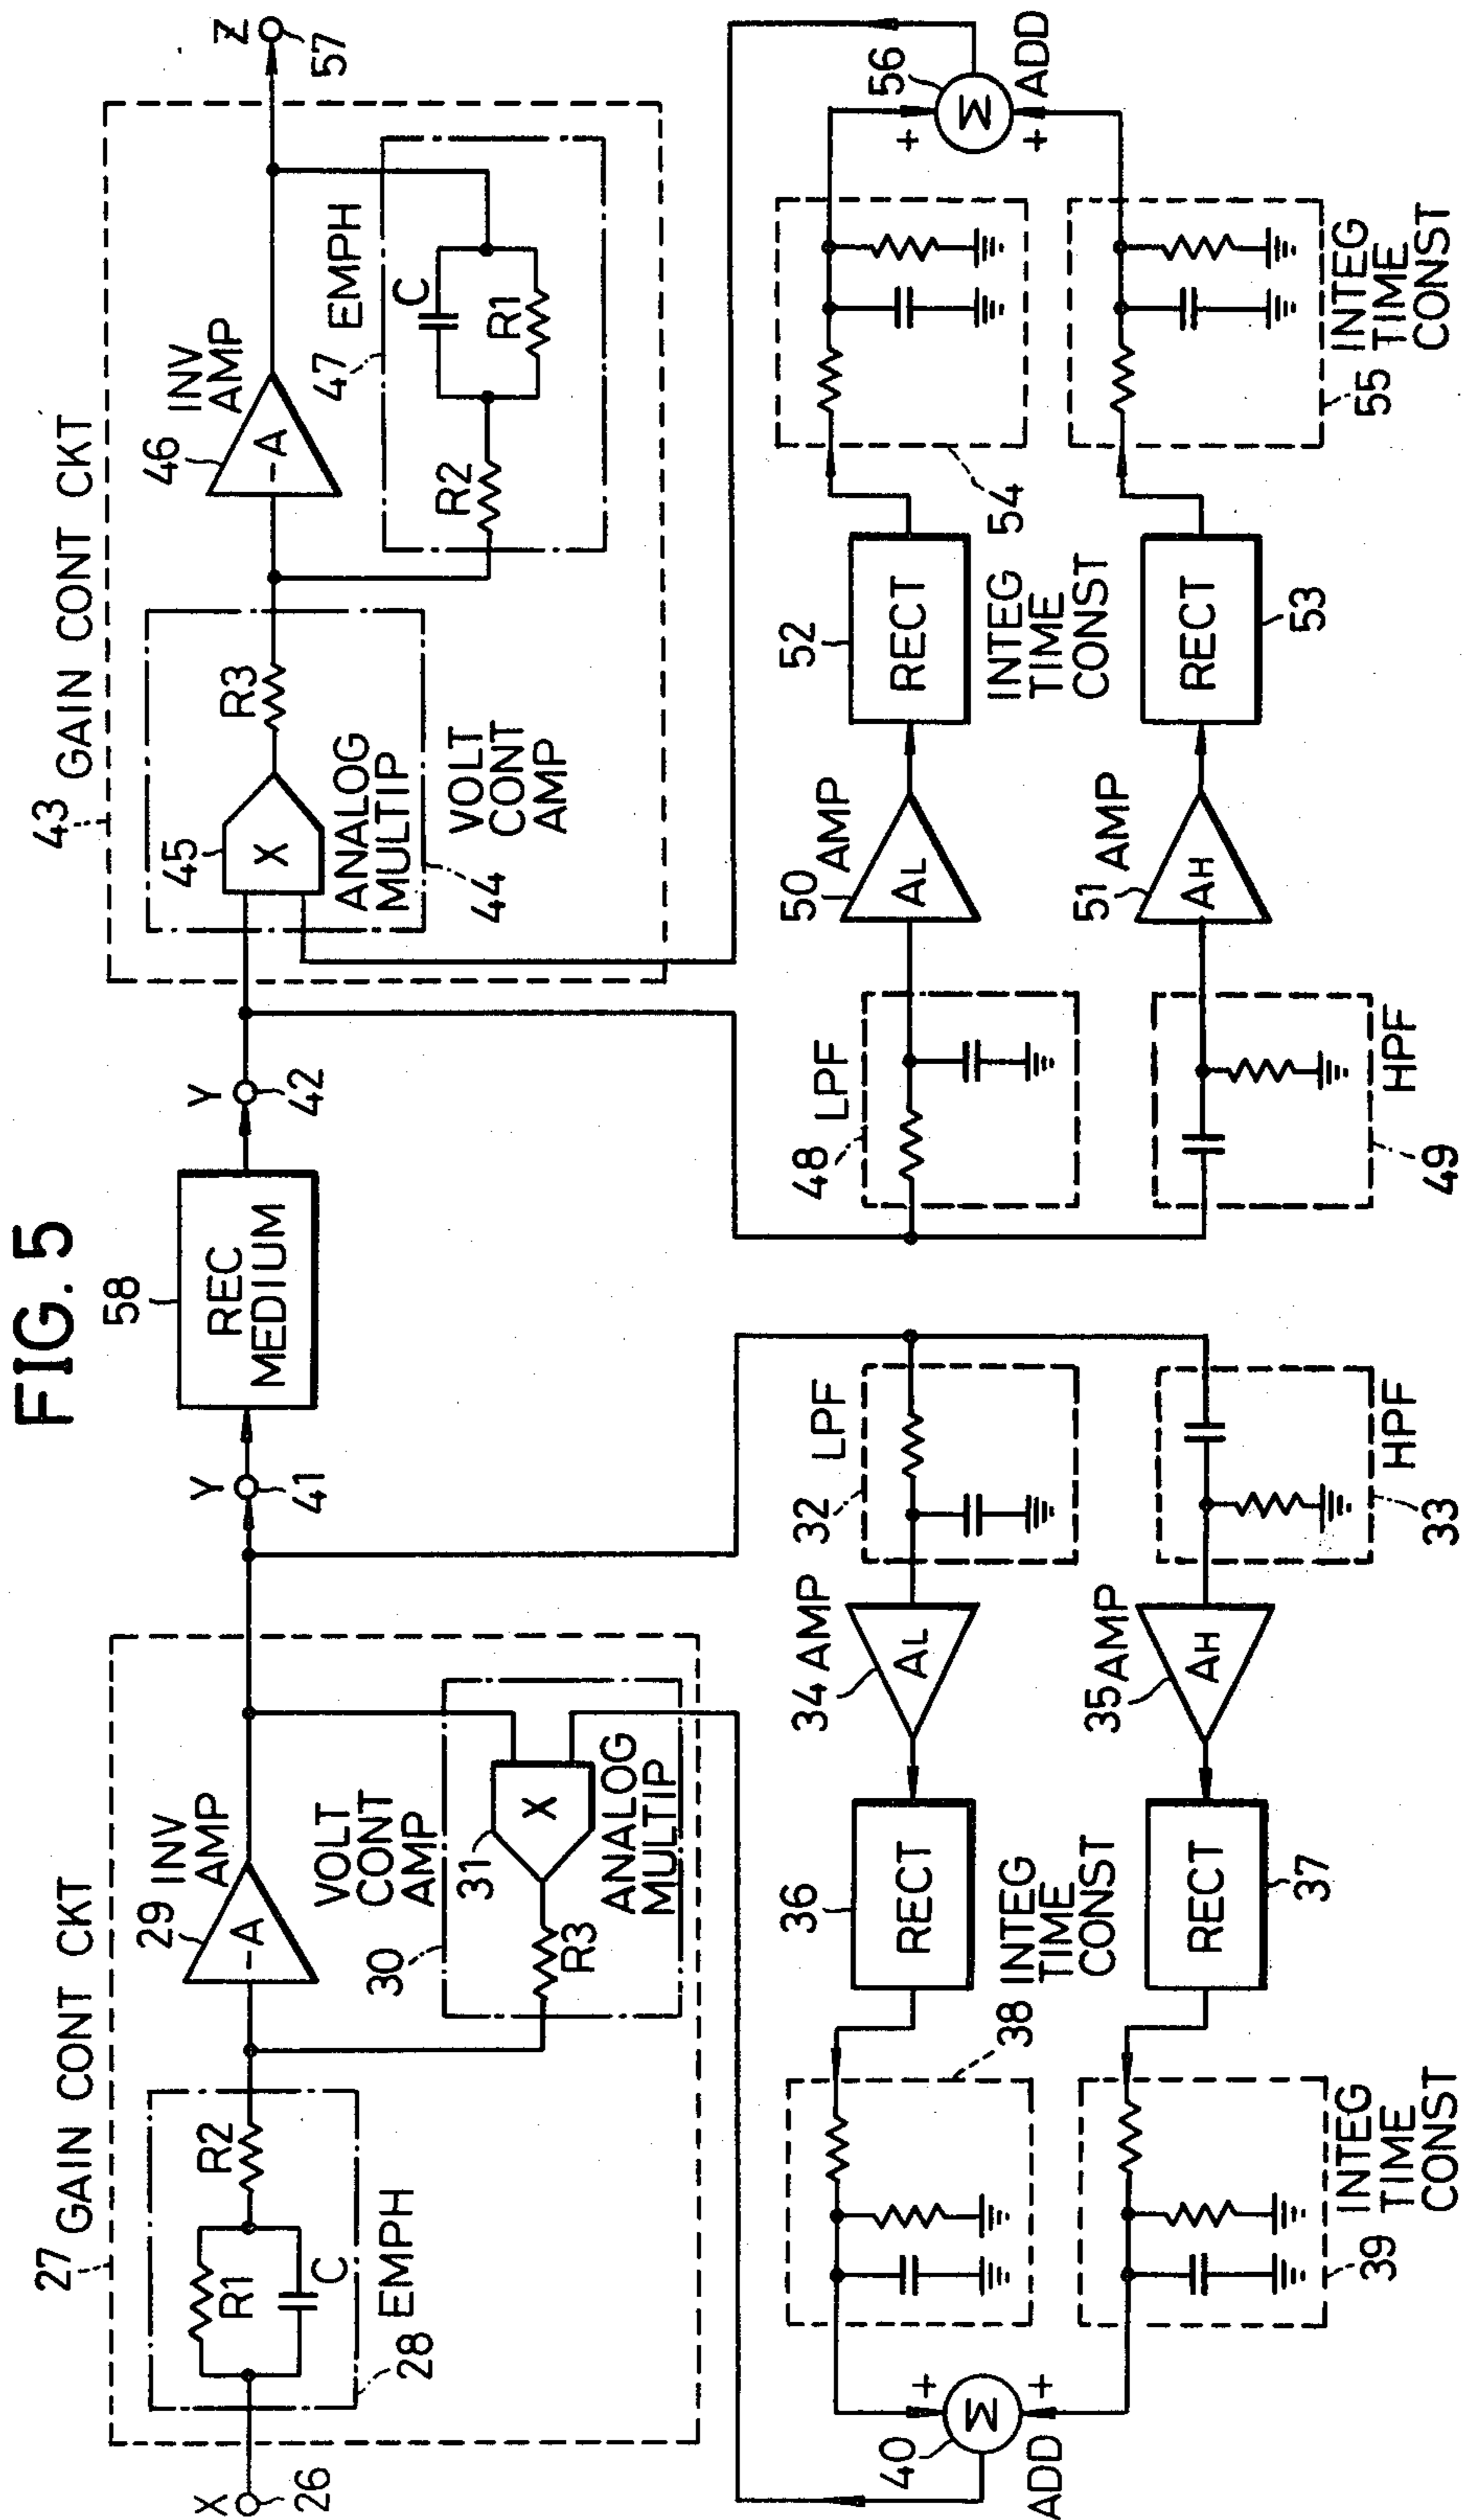 FIG. 5
27 GAIN CONT CKT
X
26
28
EMPH
R1
C
R2
29
INV
AMP
-A
VOLT
CONT
AMP
30
31
X
R3
ANALOG
MULTIP
Y
41
58
REC
MEDIUM
Y
42
43 GAIN CONT CKT
45
X
R3
ANALOG
MULTIP
44
VOLT
CONT
AMP
46
INV
AMP
-A
47
EMPH
R2
C
R1
Z
57
40
Σ
+
+
ADD
38
INTEG
TIME
CONST
36
RECT
34 AMP
AL
32
LPF
39
INTEG
TIME
CONST
37
RECT
35 AMP
AH
33
HPF
48
LPF
50
AMP
AL
52
RECT
INTEG
TIME
CONST
54
49
HPF
51
AMP
AH
53
RECT
55
INTEG
TIME
CONST
56
Σ
+
+
ADD